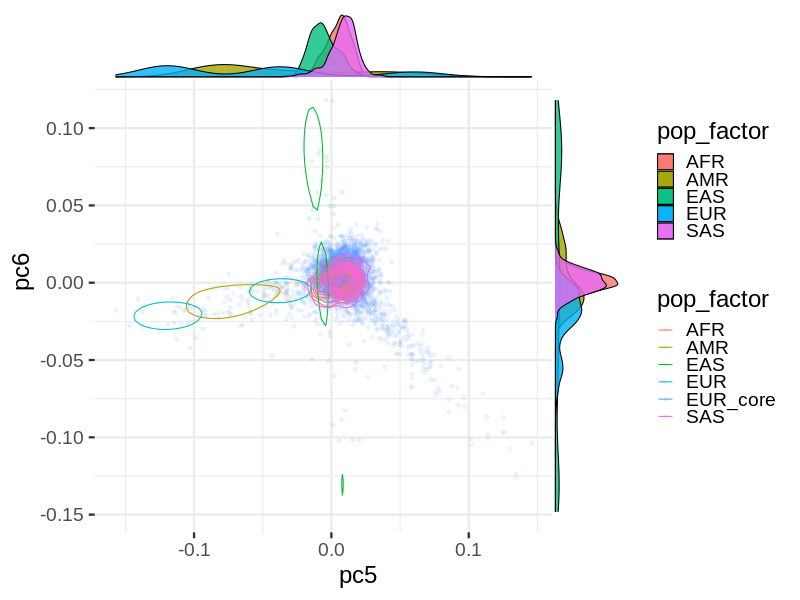 0.10
0.05
0.00
-0.05
-0.10
-0.15
pc6
-0.1
0.0
0.1
pc5
pop_factor
AFR
AMR
EAS
EUR
SAS
pop_factor
AFR
AMR
EAS
EUR
EUR_core
SAS